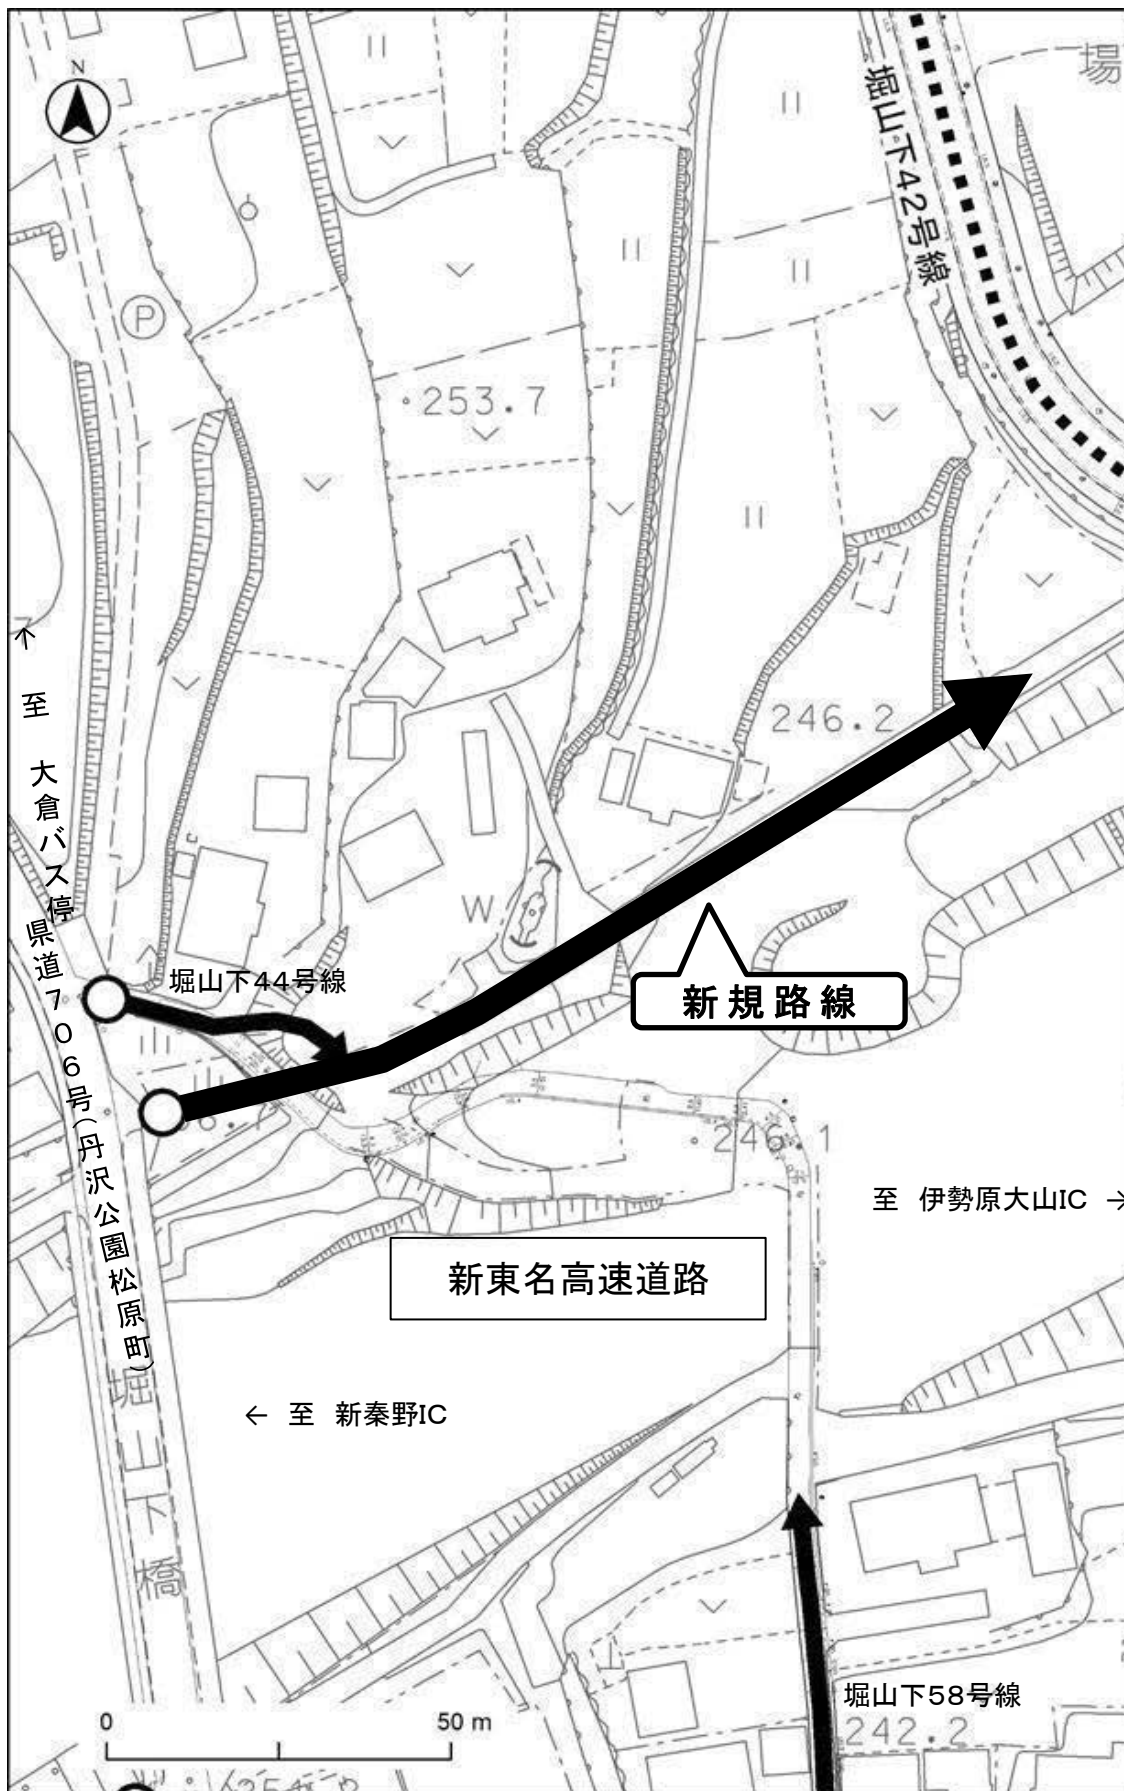 N
場
堀山下42号線
P
253.7
246.2
至 大倉バス停
県道706号(丹沢公園松原町)
W
堀山下44号線
新規路線
246.1
至 伊勢原大山IC →
新東名高速道路
← 至 新秦野IC
堀山下橋
堀山下58号線
242.2
0 50 m